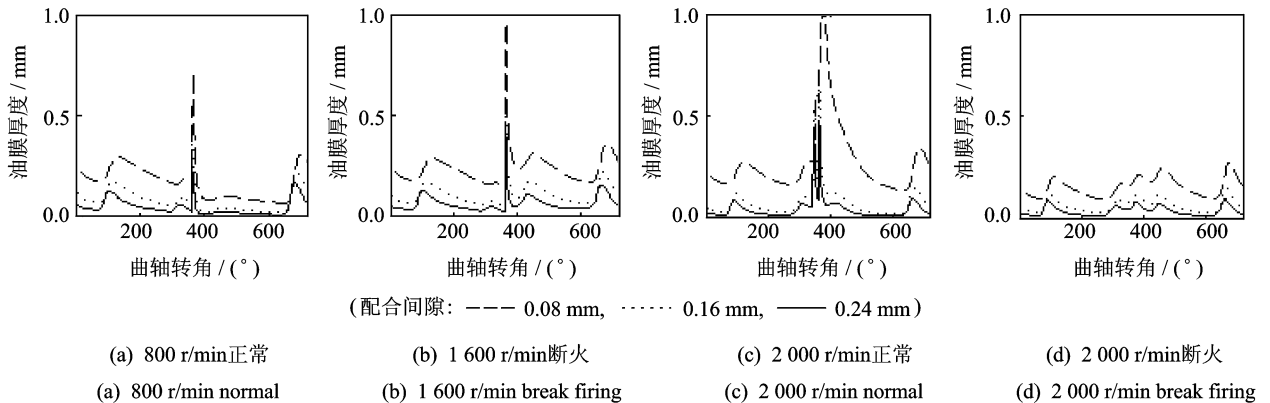 1.0
0.5
0.0
油膜厚度 / mm
200 400 600
曲轴转角 / (°)
1.0
0.5
0.0
油膜厚度 / mm
200 400 600
曲轴转角 / (°)
1.0
0.5
0.0
油膜厚度 / mm
200 400 600
曲轴转角 / (°)
1.0
0.5
0.0
油膜厚度 / mm
200 400 600
曲轴转角 / (°)
(配合间隙: 0.08 mm, 0.16 mm, 0.24 mm)
(a) 800 r/min正常
(a) 800 r/min normal
(b) 1 600 r/min断火
(b) 1 600 r/min break firing
(c) 2 000 r/min正常
(c) 2 000 r/min normal
(d) 2 000 r/min断火
(d) 2 000 r/min break firing